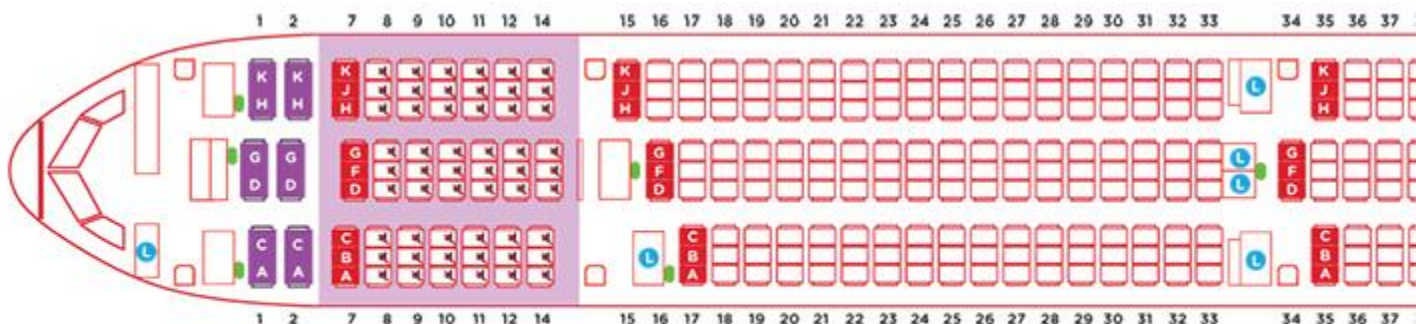 1 2 7 8 9 10 11 12 14 15 16 17 18 19 20 21 22 23 24 25 26 27 28 29 30 31 32 33 34 35 36 37
K K K K K
J J J L
H H H H H
G G G G G
F F F L
D D D D D L
C C C C C
L B L B L B
A A A A A
1 2 7 8 9 10 11 12 14 15 16 17 18 19 20 21 22 23 24 25 26 27 28 29 30 31 32 33 34 35 36 37